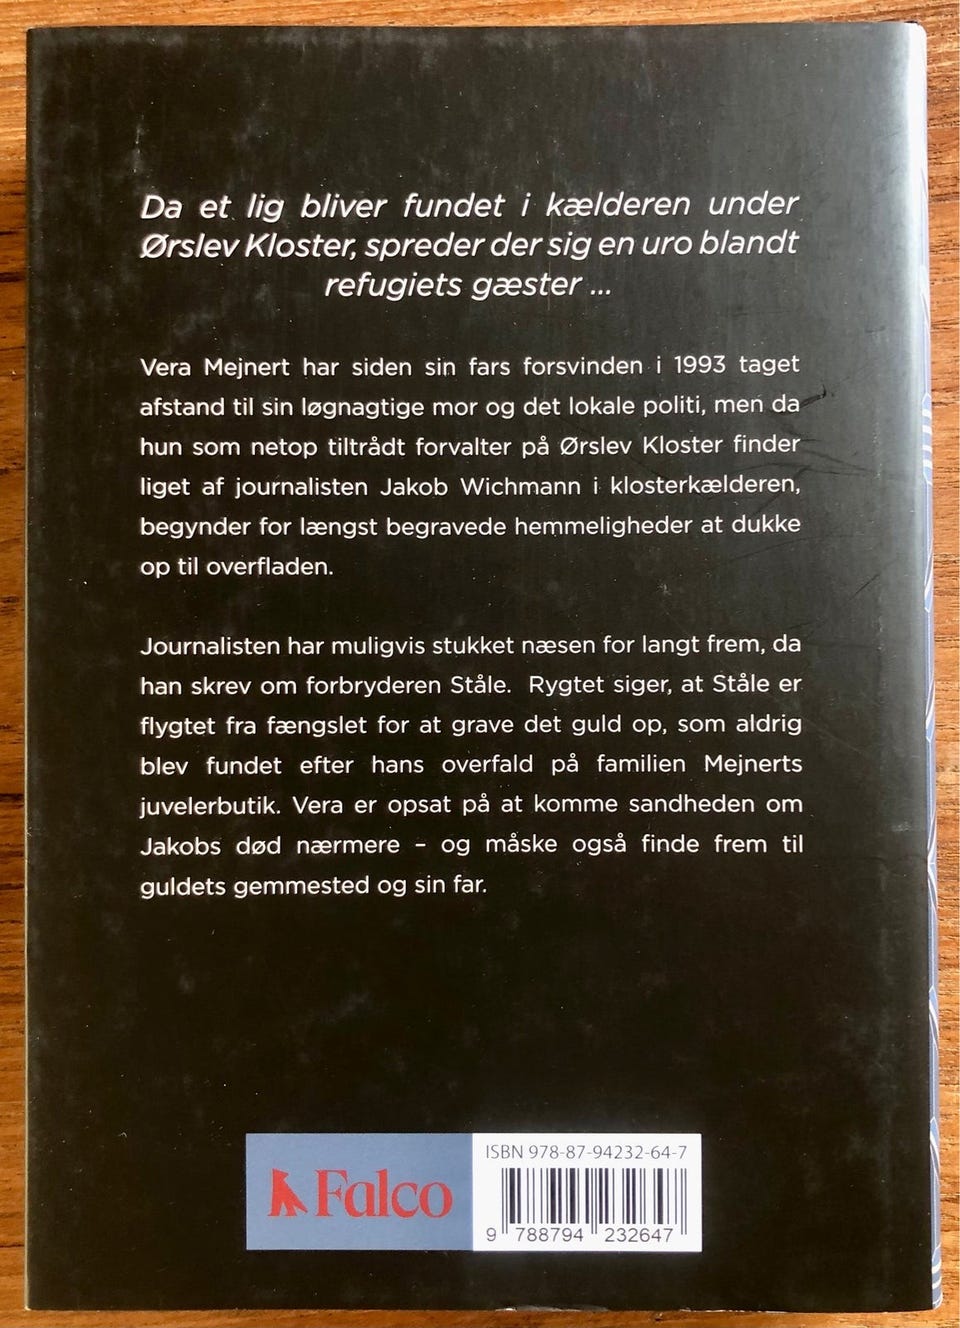 Da et lig bliver fundet i kælderen under
Ørslev Kloster, spreder der sig en uro blandt
refugiets gæster ...
Vera Mejnert har siden sin fars forsvinden i 1993 taget
afstand til sin løgnagtige mor og det lokale politi, men da
hun som netop tiltrådt forvalter på Ørslev Kloster finder
liget af journalisten Jakob Wichmann i klosterkælderen,
begynder for længst begravede hemmeligheder at dukke
op til overfladen.
Journalisten har muligvis stukket næsen for langt frem, da
han skrev om forbryderen Ståle. Rygtet siger, at Ståle er
flygtet fra fængslet for at grave det guld op, som aldrig
blev fundet efter hans overfald på familien Mejnerts
juvelerbutik. Vera er opsat på at komme sandheden om
Jakobs død nærmere – og måske også finde frem til
guldets gemmested og sin far.
Falco
ISBN 978-87-94232-64-7
9 788794 232647